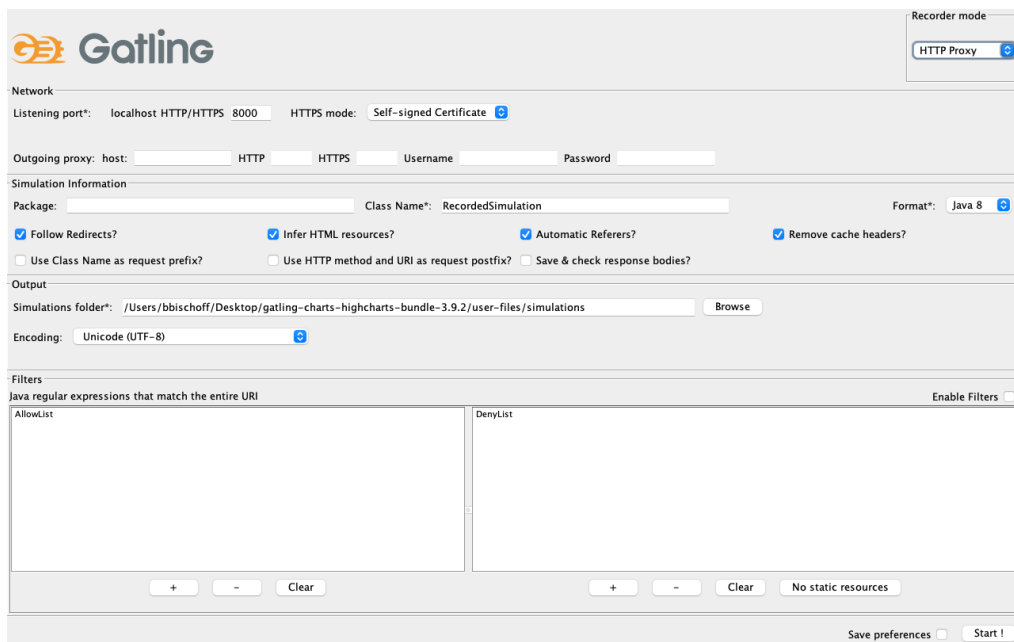 Recorder mode
Gatling
HTTP Proxy
Network
Listening port*: localhost HTTP/HTTPS 8000 HTTPS mode: Self-signed Certificate
Outgoing proxy: host: HTTP HTTPS Username Password
Simulation Information
Package: Class Name*: RecordedSimulation Format*: Java 8
Follow Redirects? Infer HTML resources? Automatic Referers? Remove cache headers?
Use Class Name as request prefix? Use HTTP method and URI as request postfix? Save & check response bodies?
Output
Simulations folder*: /Users/bbischoff/Desktop/gatling-charts-highcharts-bundle-3.9.2/user-files/simulations Browse
Encoding: Unicode (UTF-8)
Filters
Java regular expressions that match the entire URI Enable Filters
AllowList DenyList
+ - Clear + - Clear No static resources
Save preferences Start !